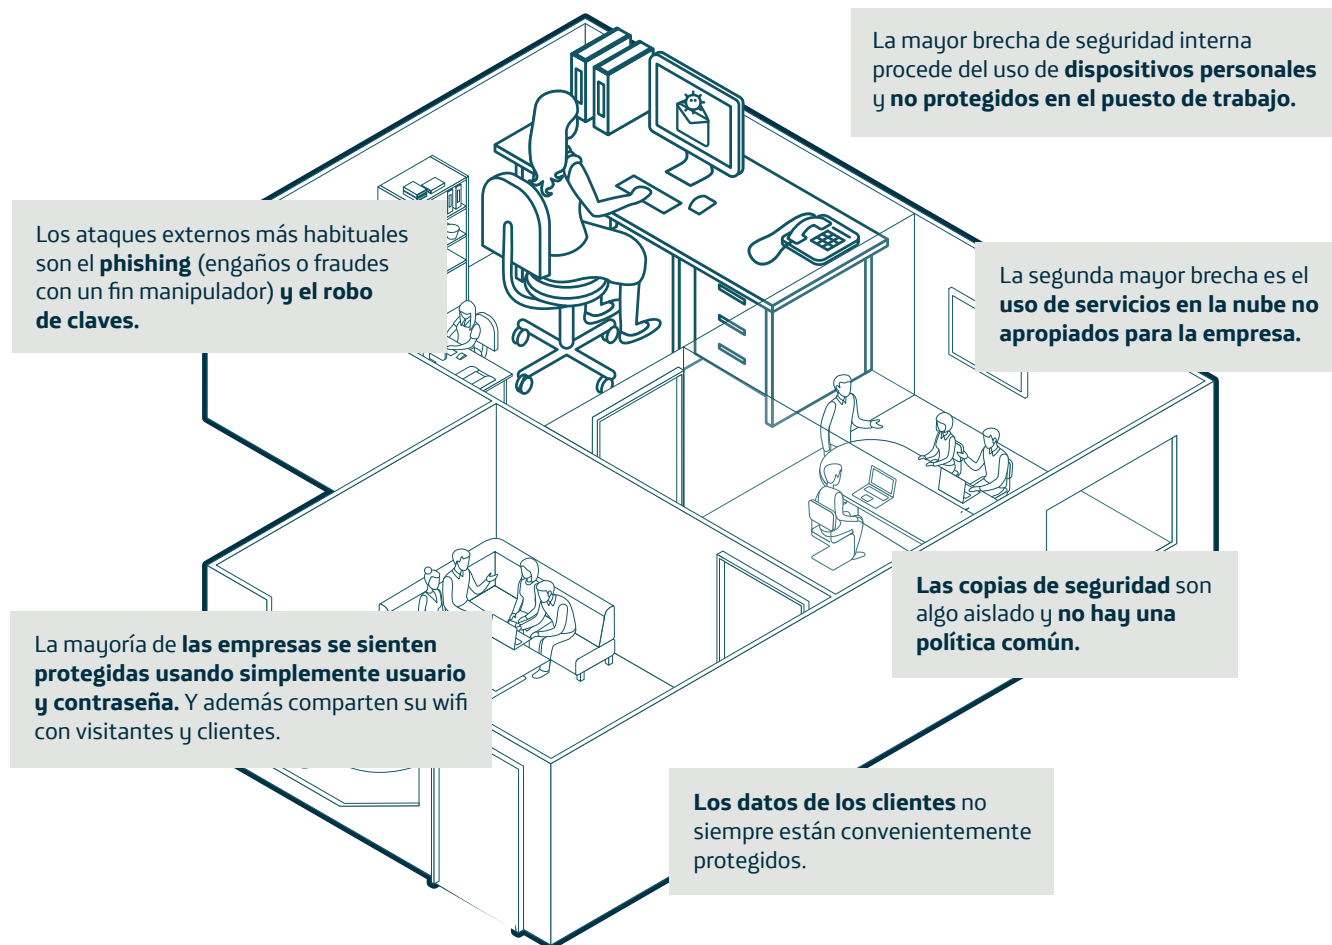 La mayor brecha de seguridad interna
procede del uso de dispositivos personales
y no protegidos en el puesto de trabajo.
Los ataques externos más habituales
son el phishing (engaños o fraudes
con un fin manipulador) y el robo
de claves.
La segunda mayor brecha es el
uso de servicios en la nube no
apropiados para la empresa.
Las copias de seguridad son
algo aislado y no hay una
política común.
La mayoría de las empresas se sienten
protegidas usando simplemente usuario
y contraseña. Y además comparten su wifi
con visitantes y clientes.
Los datos de los clientes no
siempre están convenientemente
protegidos.